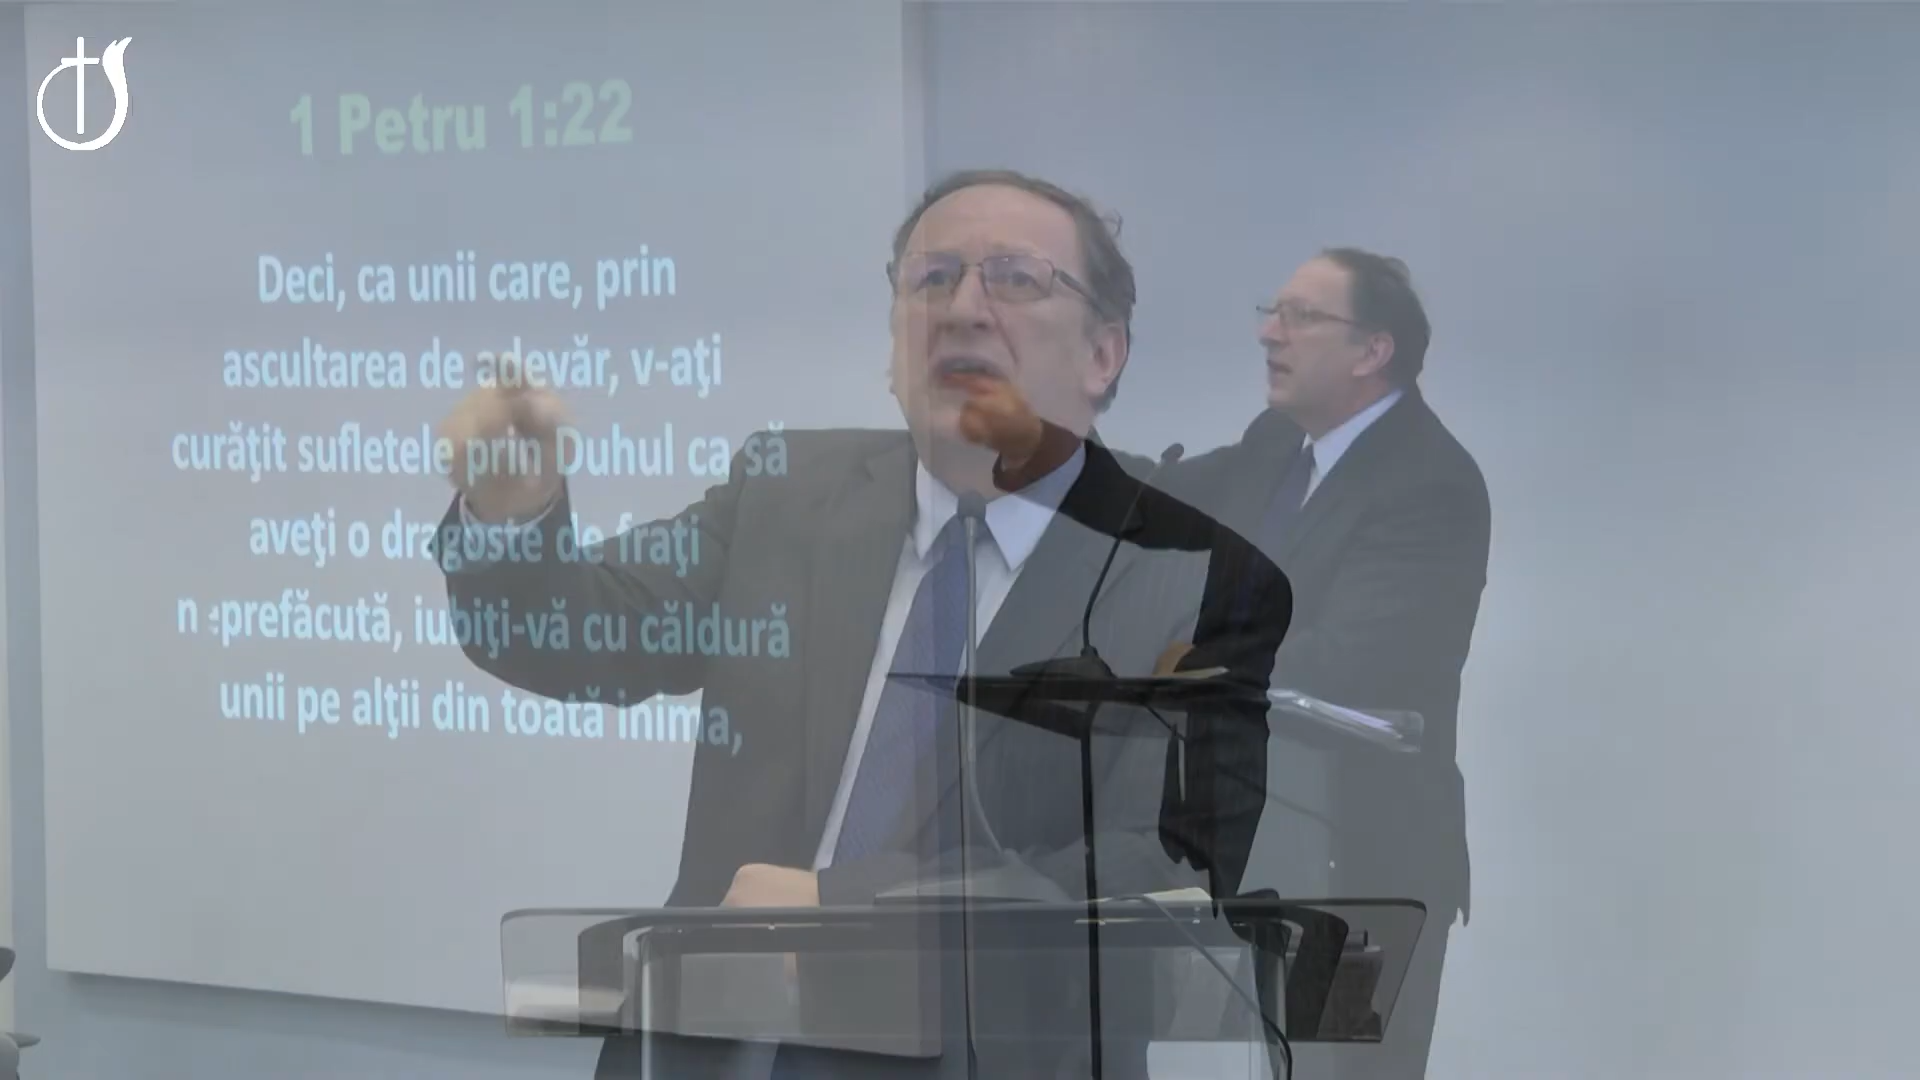 1 Petru 1:22
Deci, ca unii care, prin
ascultarea de adevăr, v-aţi
curăţit sufletele prin Duhul ca să
aveţi o dragoste de fraţi
neprefăcută, iubiţi-vă cu căldură
unii pe alţii din toată inima,